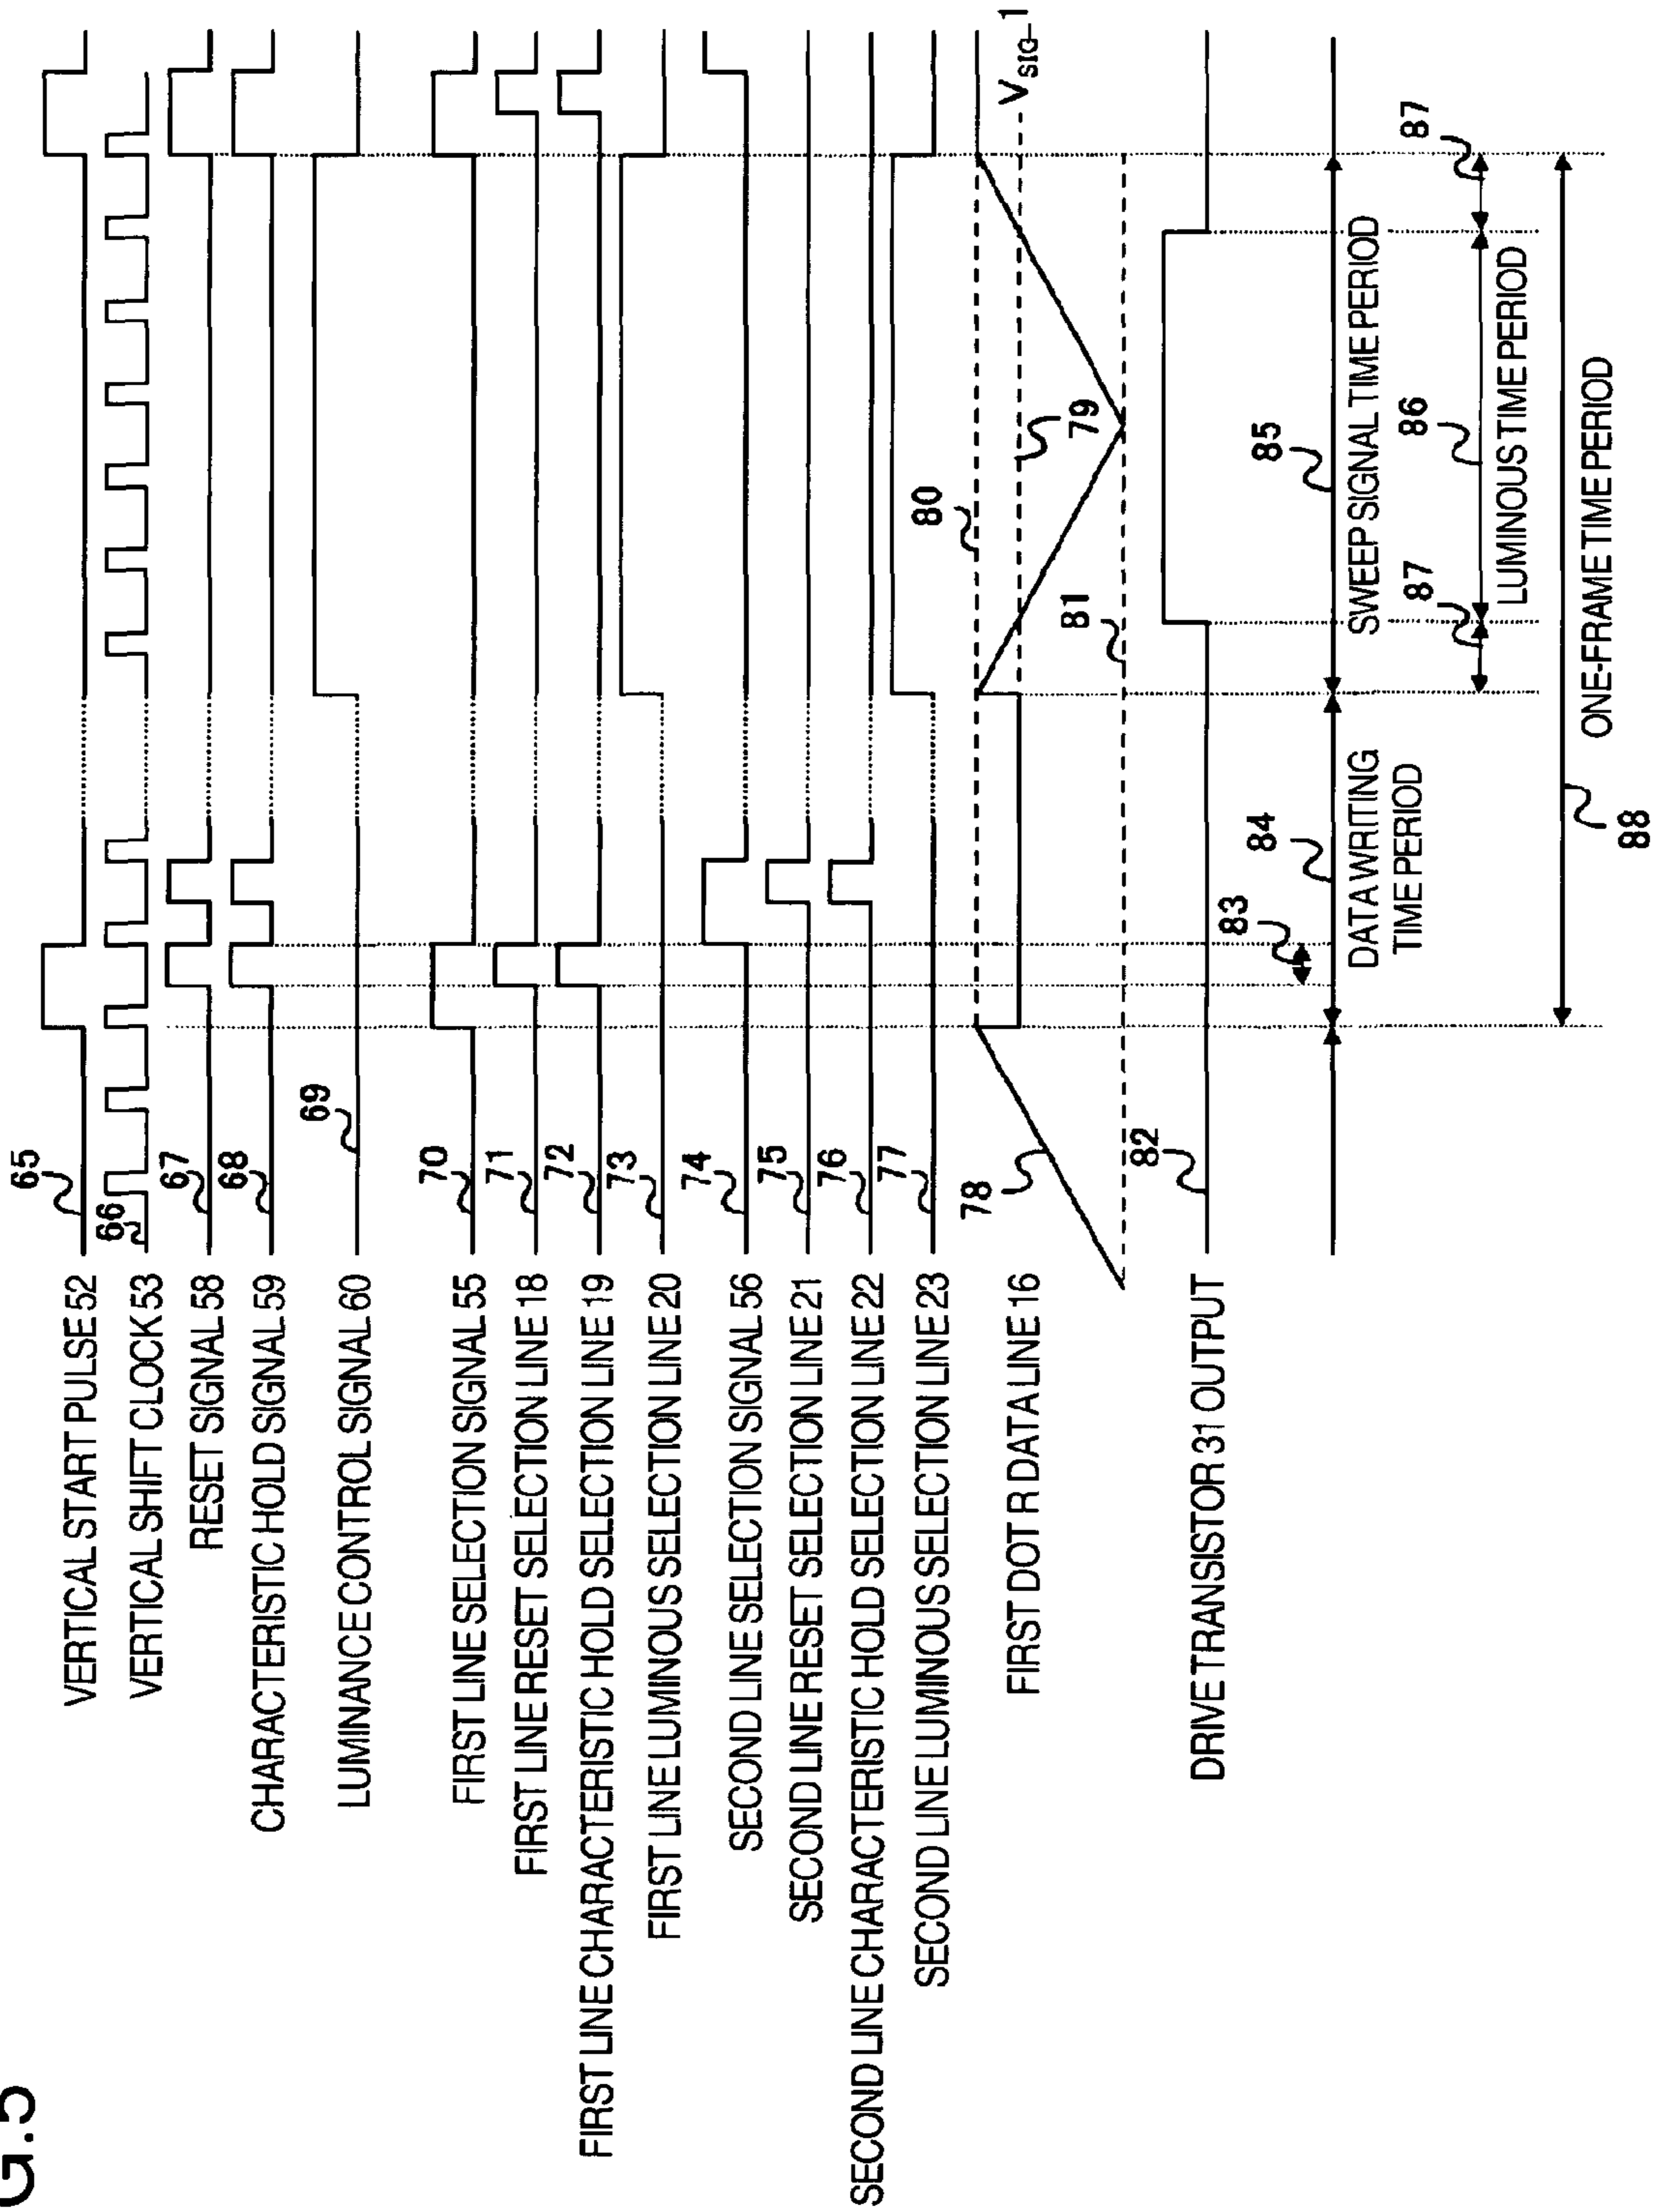 G.5
VERTICAL START PULSE 52
65
VERTICAL SHIFT CLOCK 53
66
RESET SIGNAL 58
67
CHARACTERISTIC HOLD SIGNAL 59
68
LUMINANCE CONTROL SIGNAL 60
69
FIRST LINE SELECTION SIGNAL 55
70
FIRST LINE RESET SELECTION LINE 18
71
FIRST LINE CHARACTERISTIC HOLD SELECTION LINE 19
72
FIRST LINE LUMINOUS SELECTION LINE 20
73
SECOND LINE SELECTION SIGNAL 56
74
SECOND LINE RESET SELECTION LINE 21
75
SECOND LINE CHARACTERISTIC HOLD SELECTION LINE 22
76
SECOND LINE LUMINOUS SELECTION LINE 23
77
FIRST DOT R DATA LINE 16
78
80
79
81
VSIG_1
DRIVE TRANSISTOR 31 OUTPUT
82
83
84
85
DATA WRITING
TIME PERIOD
SWEEP SIGNAL TIME PERIOD
87
86
87
LUMINOUS TIME PERIOD
88
ONE-FRAME TIME PERIOD